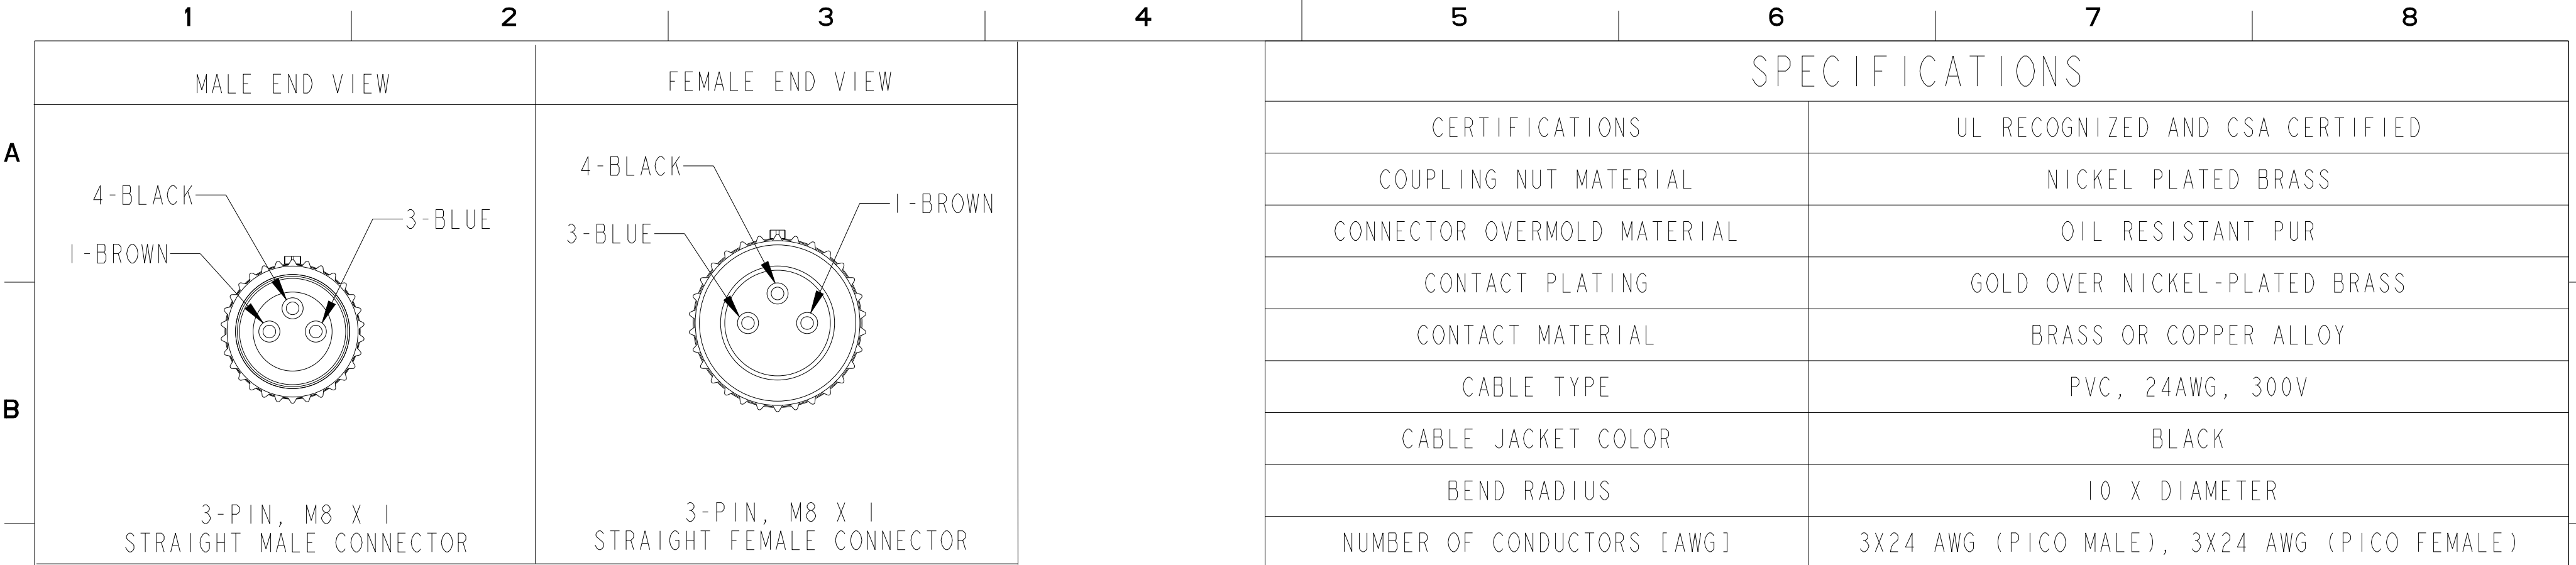 1 2 3 4 5 6 7 8
A
B
MALE END VIEW
4-BLACK
3-BLUE
1-BROWN
3-PIN, M8 X 1
STRAIGHT MALE CONNECTOR
FEMALE END VIEW
4-BLACK
1-BROWN
3-BLUE
3-PIN, M8 X 1
STRAIGHT FEMALE CONNECTOR
SPECIFICATIONS
CERTIFICATIONS UL RECOGNIZED AND CSA CERTIFIED
COUPLING NUT MATERIAL NICKEL PLATED BRASS
CONNECTOR OVERMOLD MATERIAL OIL RESISTANT PUR
CONTACT PLATING GOLD OVER NICKEL-PLATED BRASS
CONTACT MATERIAL BRASS OR COPPER ALLOY
CABLE TYPE PVC, 24AWG, 300V
CABLE JACKET COLOR BLACK
BEND RADIUS 10 X DIAMETER
NUMBER OF CONDUCTORS [AWG] 3X24 AWG (PICO MALE), 3X24 AWG (PICO FEMALE)